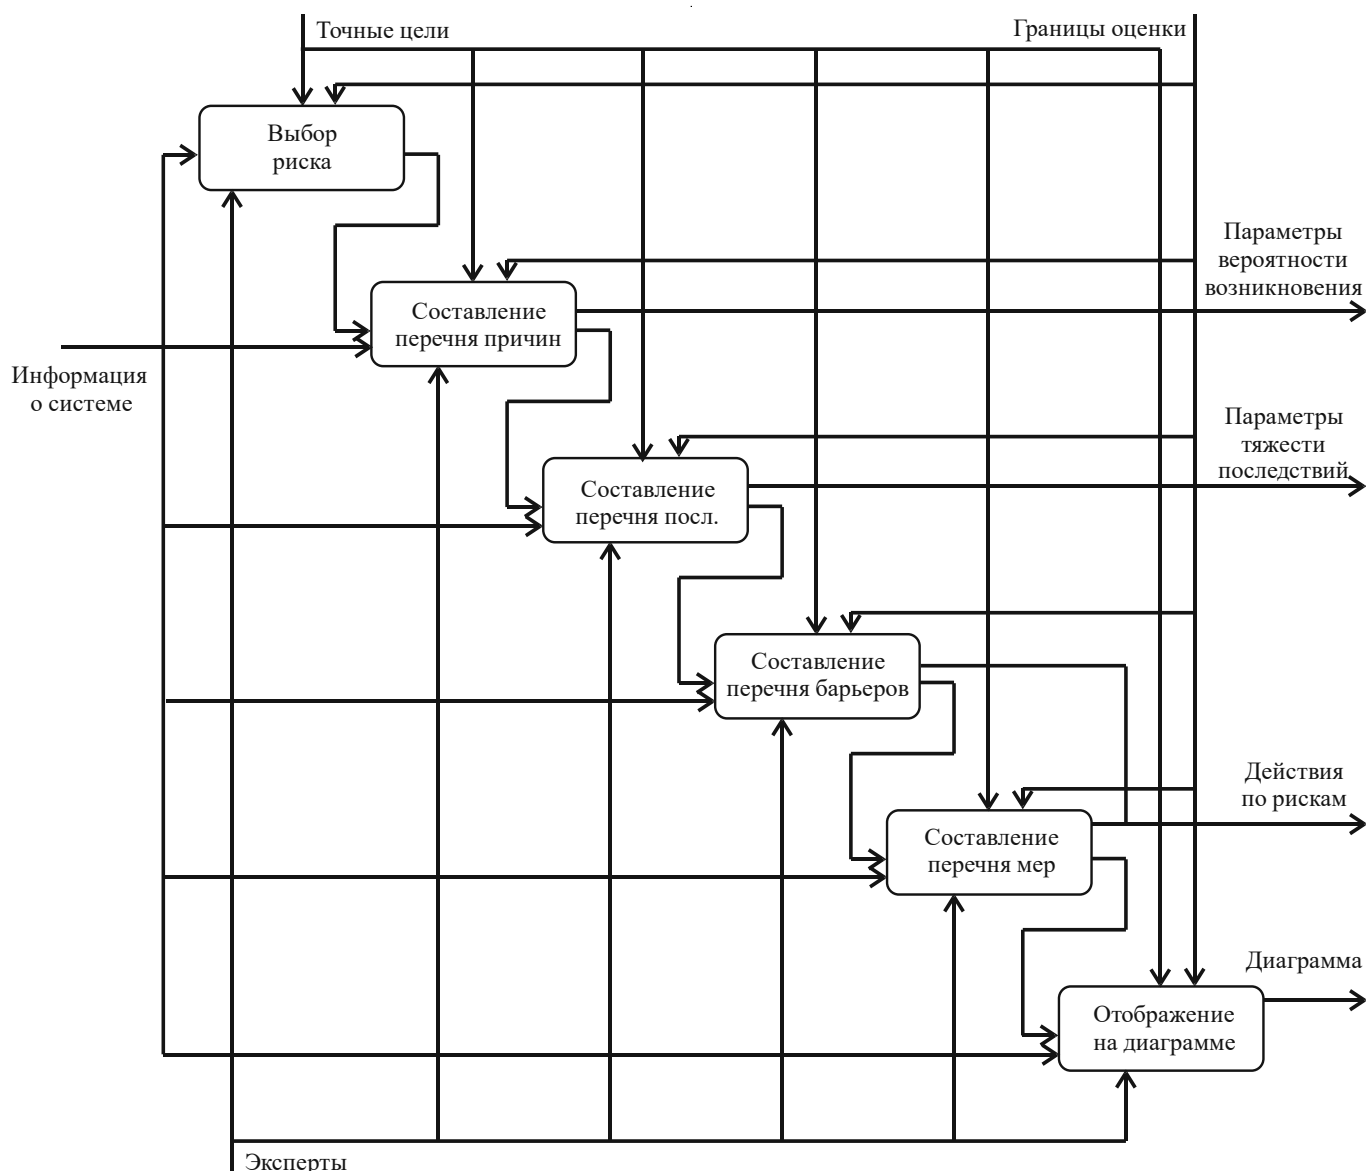 Точные цели
Границы оценки
Выбор
риска
Параметры
вероятности
возникновения
Составление
перечня причин
Информация
о системе
Параметры
тяжести
последствий
Составление
перечня посл.
Составление
перечня барьеров
Действия
по рискам
Составление
перечня мер
Диаграмма
Отображение
на диаграмме
Эксперты